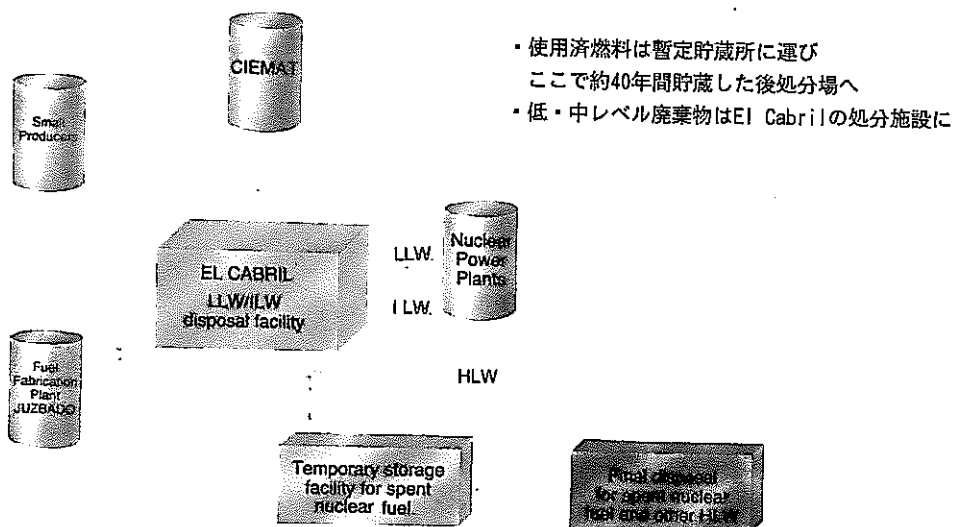 CIEMAT
・使用済燃料は暫定貯蔵所に運び
ここで約40年間貯蔵した後処分場へ
・低・中レベル廃棄物はEl Cabrilの処分施設に
Small
Producers
EL CABRIL
LLW/ILW
disposal facility
LLW.
ILW.
Nuclear
Power
Plants
HLW
Fuel
Fabrication
Plant
JUZBADO
Temporary storage
facility for spent
nuclear fuel.
Final disposal
for spent nuclear
fuel and other HLW